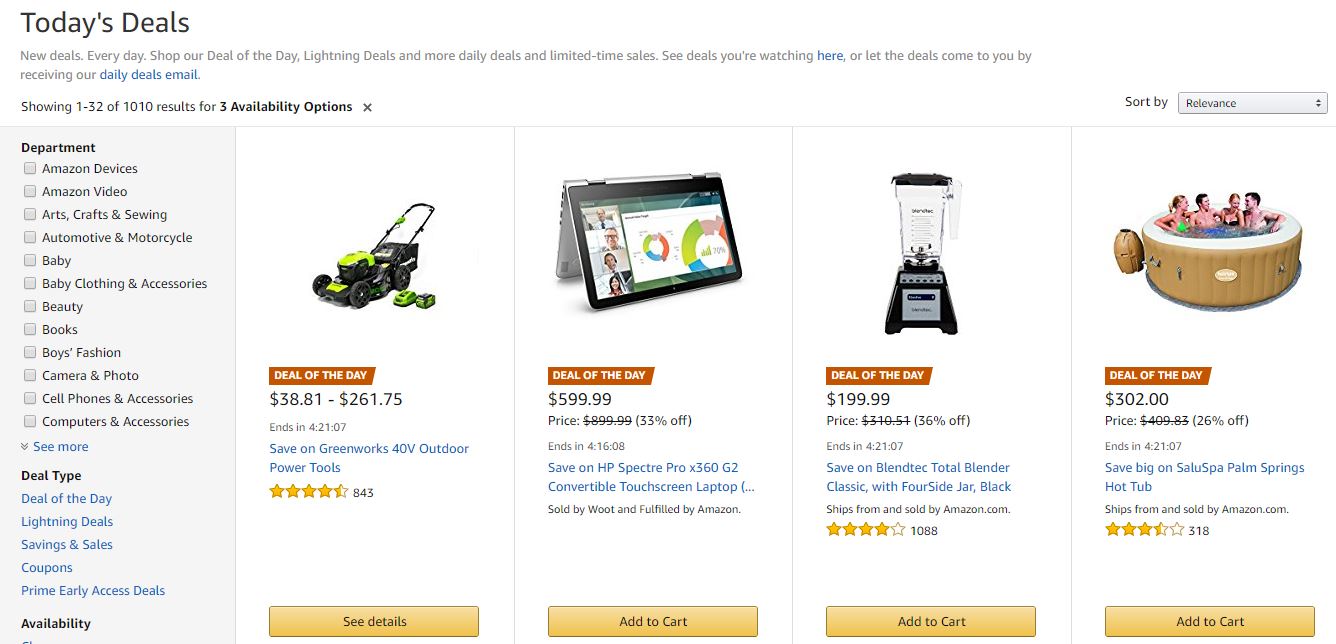 Today's Deals
New deals. Every day. Shop our Deal of the Day, Lightning Deals and more daily deals and limited-time sales. See deals you're watching here, or let the deals come to you by
receiving our daily deals email.
Showing 1-32 of 1010 results for 3 Availability Options
Sort by Relevance
Department
Amazon Devices
Amazon Video
Arts, Crafts & Sewing
Automotive & Motorcycle
Baby
Baby Clothing & Accessories
Beauty
Books
Boys' Fashion
Camera & Photo
Cell Phones & Accessories
Computers & Accessories
See more
Deal Type
Deal of the Day
Lightning Deals
Savings & Sales
Coupons
Prime Early Access Deals
Availability
DEAL OF THE DAY
$38.81 - $261.75
Ends in 4:21:07
Save on Greenworks 40V Outdoor
Power Tools
843
See details
DEAL OF THE DAY
$599.99
Price: $899.99 (33% off)
Ends in 4:16:08
Save on HP Spectre Pro x360 G2
Convertible Touchscreen Laptop (...
Sold by Woot and Fulfilled by Amazon.
Add to Cart
blendtec
blendtec
DEAL OF THE DAY
$199.99
Price: $310.51 (36% off)
Ends in 4:21:07
Save on Blendtec Total Blender
Classic, with FourSide Jar, Black
Ships from and sold by Amazon.com.
1088
Add to Cart
DEAL OF THE DAY
$302.00
Price: $409.83 (26% off)
Ends in 4:21:07
Save big on SaluSpa Palm Springs
Hot Tub
Ships from and sold by Amazon.com.
318
Add to Cart